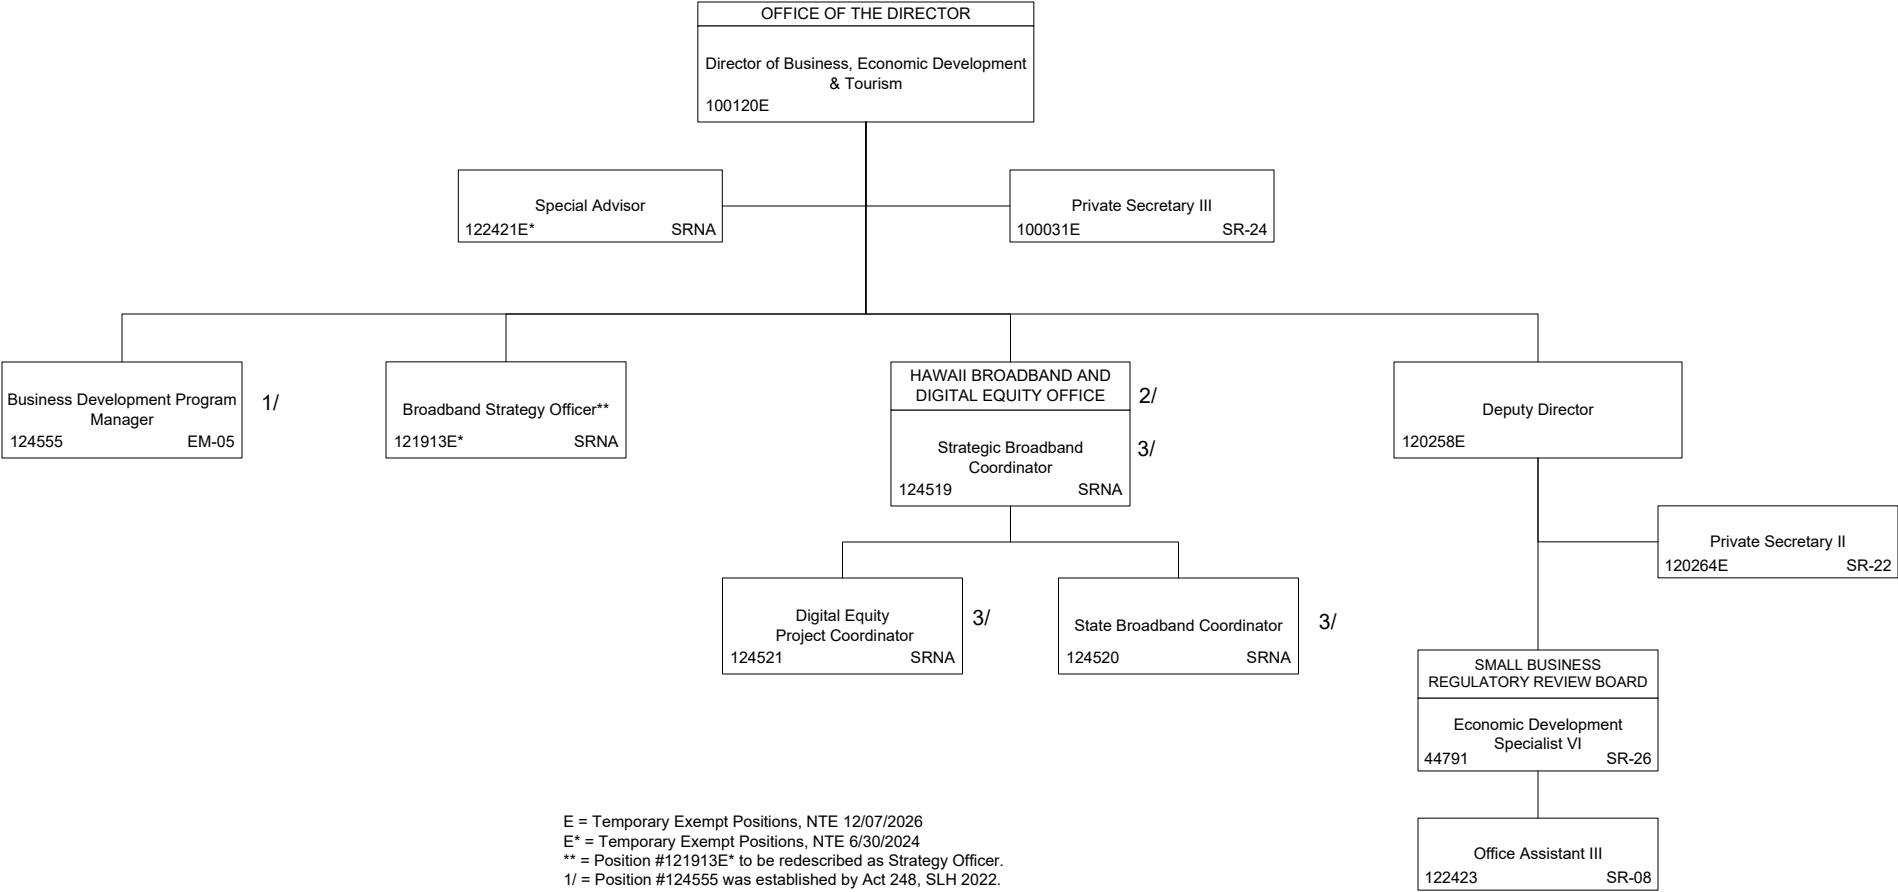 OFFICE OF THE DIRECTOR
Director of Business, Economic Development
& Tourism
100120E
Special Advisor
122421E* SRNA
Private Secretary III
100031E SR-24
Business Development Program
Manager
124555 EM-05
1/
Broadband Strategy Officer**
121913E* SRNA
HAWAII BROADBAND AND
DIGITAL EQUITY OFFICE
2/
Strategic Broadband
Coordinator
124519 SRNA
3/
Deputy Director
120258E
Private Secretary II
120264E SR-22
Digital Equity
Project Coordinator
124521 SRNA
3/
State Broadband Coordinator
124520 SRNA
3/
SMALL BUSINESS
REGULATORY REVIEW BOARD
Economic Development
Specialist VI
44791 SR-26
Office Assistant III
122423 SR-08
E = Temporary Exempt Positions, NTE 12/07/2026
E* = Temporary Exempt Positions, NTE 6/30/2024
** = Position #121913E* to be redescribed as Strategy Officer.
1/ = Position #124555 was established by Act 248, SLH 2022.